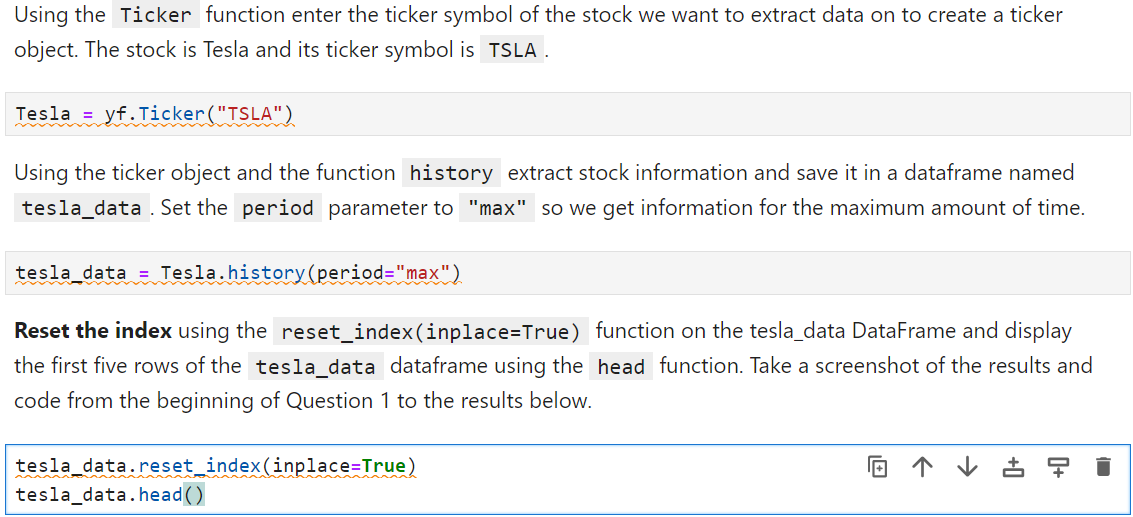 Using the Ticker function enter the ticker symbol of the stock we want to extract data on to create a ticker
object. The stock is Tesla and its ticker symbol is TSLA .
Tesla = yf.Ticker("TSLA")
Using the ticker object and the function history extract stock information and save it in a dataframe named
tesla_data . Set the period parameter to "max" so we get information for the maximum amount of time.
tesla_data = Tesla.history(period="max")
Reset the index using the reset_index(inplace=True) function on the tesla_data DataFrame and display
the first five rows of the tesla_data dataframe using the head function. Take a screenshot of the results and
code from the beginning of Question 1 to the results below.
tesla_data.reset_index(inplace=True)
tesla_data.head()